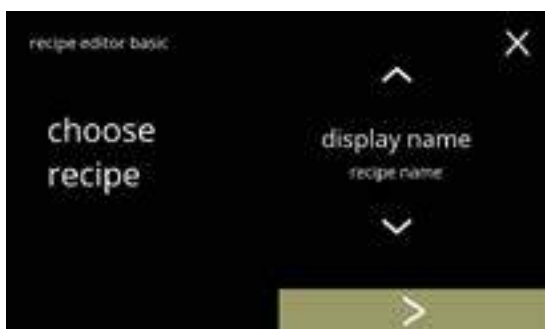 recipe editor basic
choose
recipe
display name
recipe name